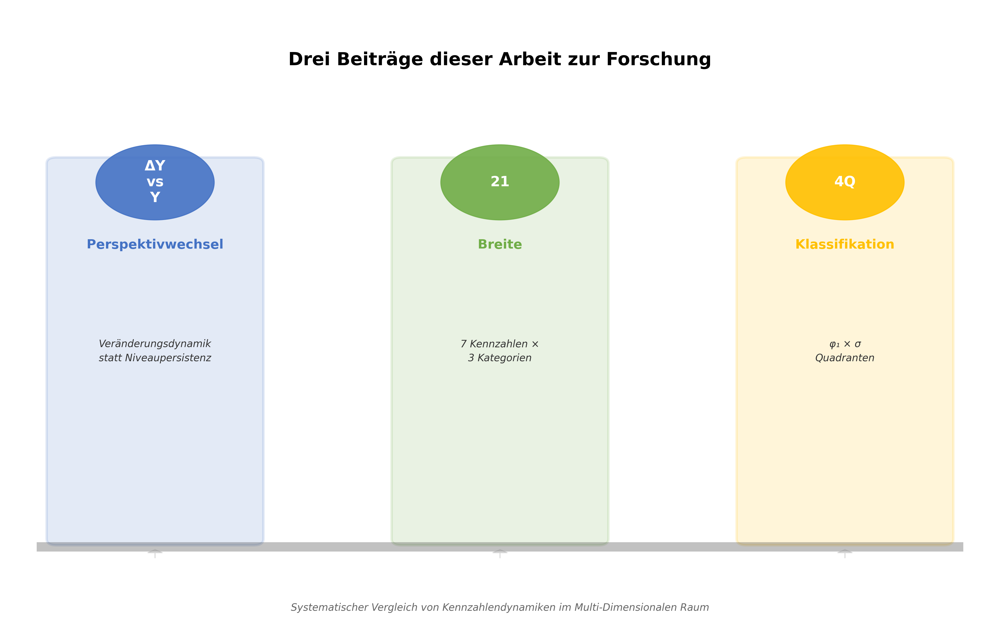 Drei Beiträge dieser Arbeit zur Forschung
ΔY
vs
Y
Perspektivwechsel
Veränderungsdynamik
statt Niveaupersistenz
21
Breite
7 Kennzahlen ×
3 Kategorien
4Q
Klassifikation
φ₁ × σ
Quadranten
Systematischer Vergleich von Kennzahlendynamiken im Multi-Dimensionalen Raum